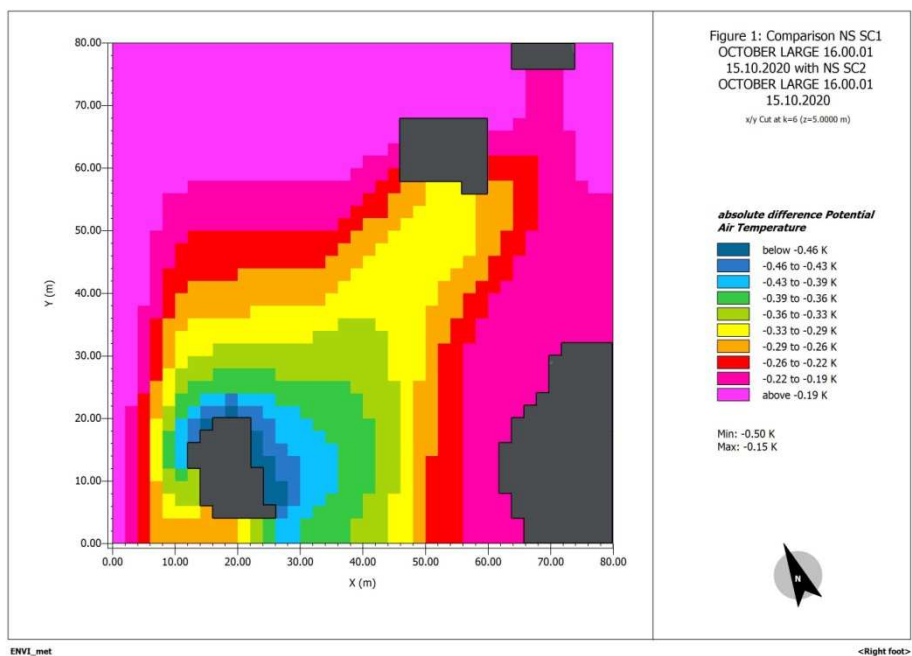 Figure 1: Comparison NS SC1
OCTOBER LARGE 16.00.01
15.10.2020 with NS SC2
OCTOBER LARGE 16.00.01
15.10.2020
x/y Cut at k=6 (z=5.0000 m)
absolute difference Potential
Air Temperature
below -0.46 K
-0.46 to -0.43 K
-0.43 to -0.39 K
-0.39 to -0.36 K
-0.36 to -0.33 K
-0.33 to -0.29 K
-0.29 to -0.26 K
-0.26 to -0.22 K
-0.22 to -0.19 K
above -0.19 K
Min: -0.50 K
Max: -0.15 K
N
80.00
70.00
60.00
50.00
40.00
30.00
20.00
10.00
0.00
Y (m)
0.00 10.00 20.00 30.00 40.00 50.00 60.00 70.00 80.00
X (m)
ENVI_met
<Right foot>